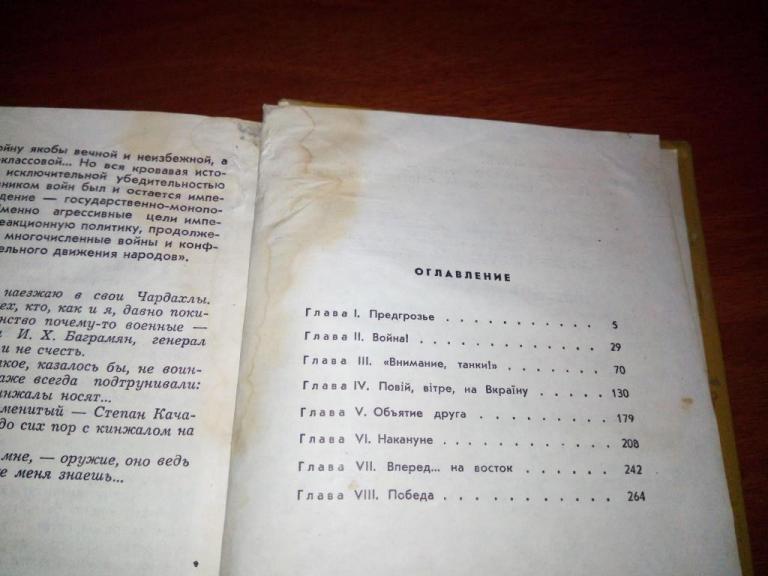 ойну якобы вечной и неизбежной, а
классовой... Но вся кровавая исто-
исключительной убедительностью
ником войн был и остается импе-
дение — государственно-монопо-
менно агрессивные цели импе-
еакционную политику, продолже-
многочисленные войны и конф-
ельного движения народов».
наезжаю в свои Чардахлы.
ех, кто, как и я, давно поки-
нство почему-то военные —
И. Х. Баграмян, генерал
и не счесть.
кое, казалось бы, не воин-
аже всегда подтрунивали:
инжалы носят...
менитый — Степан Кача-
до сих пор с кинжалом на
мне, — оружие, оно ведь
е меня знаешь...
ОГЛАВЛЕНИЕ
Глава I. Предгрозье . . . . . . . . . . . 5
Глава II. Война! . . . . . . . . . . . . 29
Глава III. «Внимание, танки!» . . . . . . . 70
Глава IV. Повій, вітре, на Вкраїну . . . . . 130
Глава V. Объятие друга . . . . . . . . . 179
Глава VI. Накануне . . . . . . . . . . . 208
Глава VII. Вперед... на восток . . . . . . 242
Глава VIII. Победа . . . . . . . . . . . 264